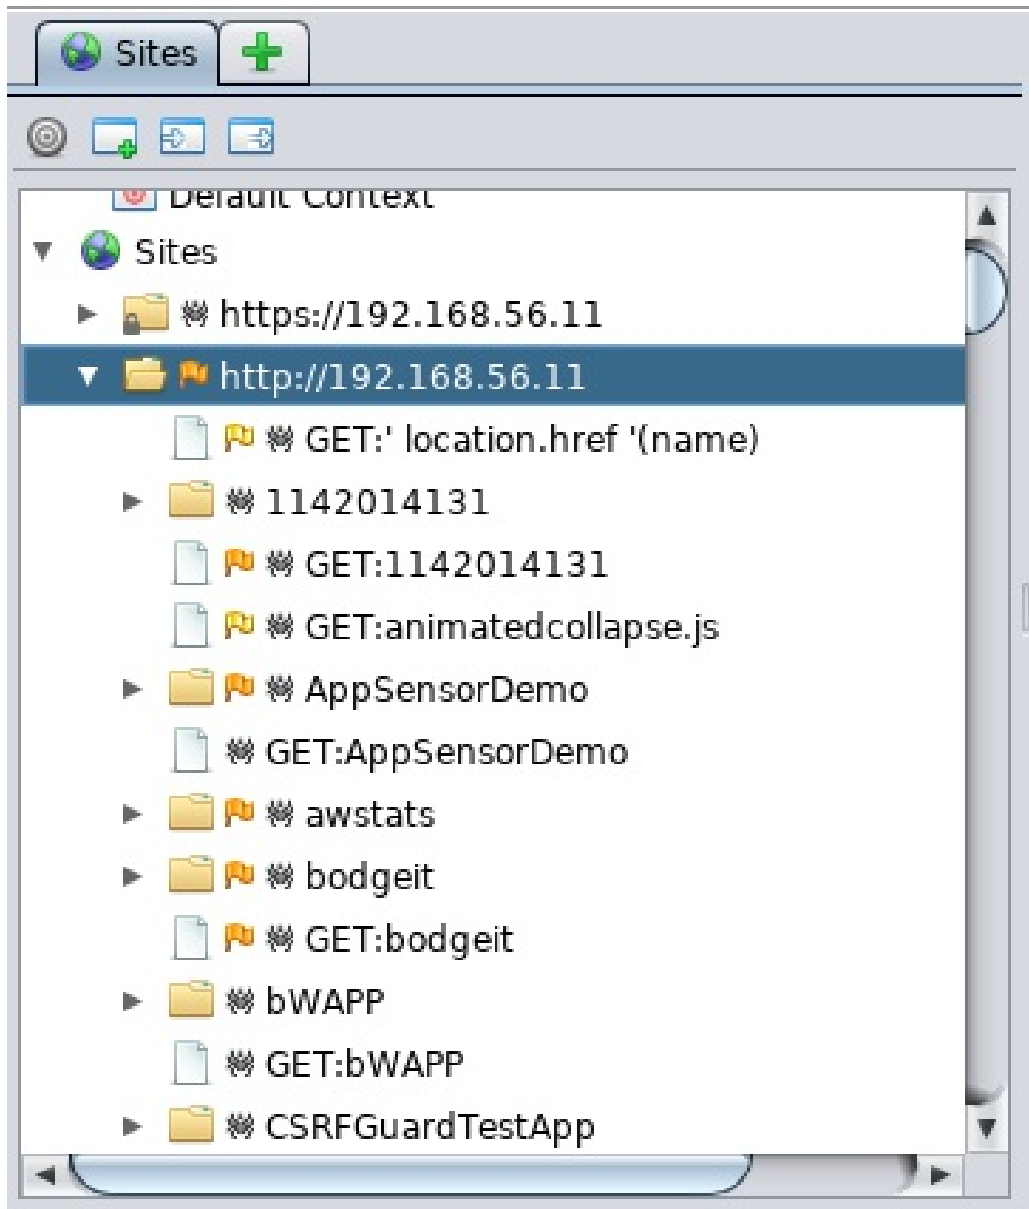 Sites
Default Context
Sites
https://192.168.56.11
http://192.168.56.11
GET:' location.href '(name)
1142014131
GET:1142014131
GET:animatedcollapse.js
AppSensorDemo
GET:AppSensorDemo
awstats
bodgeit
GET:bodgeit
bWAPP
GET:bWAPP
CSRFGuardTestApp